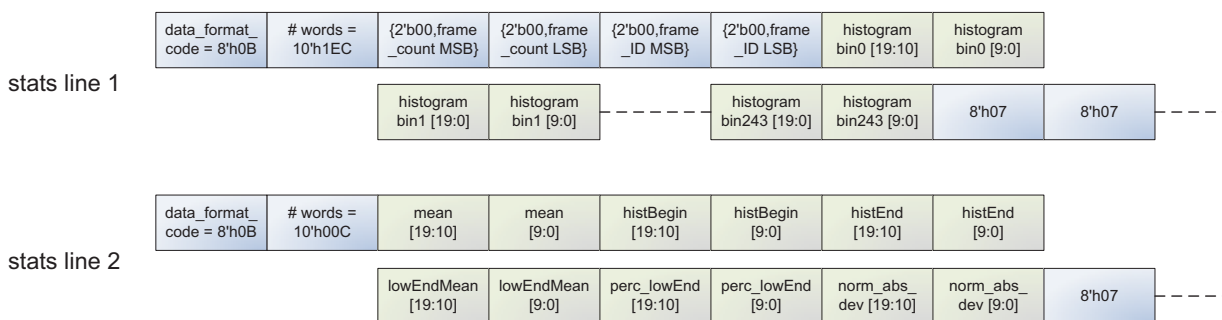 stats line 1
data_format_
code = 8'h0B
# words =
10'h1EC
{2'b00,frame
_count MSB}
{2'b00,frame
_count LSB}
{2'b00,frame
_ID MSB}
{2'b00,frame
_ID LSB}
histogram
bin0 [19:10]
histogram
bin0 [9:0]
histogram
bin1 [19:0]
histogram
bin1 [9:0]
histogram
bin243 [19:0]
histogram
bin243 [9:0]
8'h07
8'h07
stats line 2
data_format_
code = 8'h0B
# words =
10'h00C
mean
[19:10]
mean
[9:0]
histBegin
[19:10]
histBegin
[9:0]
histEnd
[19:10]
histEnd
[9:0]
lowEndMean
[19:10]
lowEndMean
[9:0]
perc_lowEnd
[19:10]
perc_lowEnd
[9:0]
norm_abs_
dev [19:10]
norm_abs_
dev [9:0]
8'h07